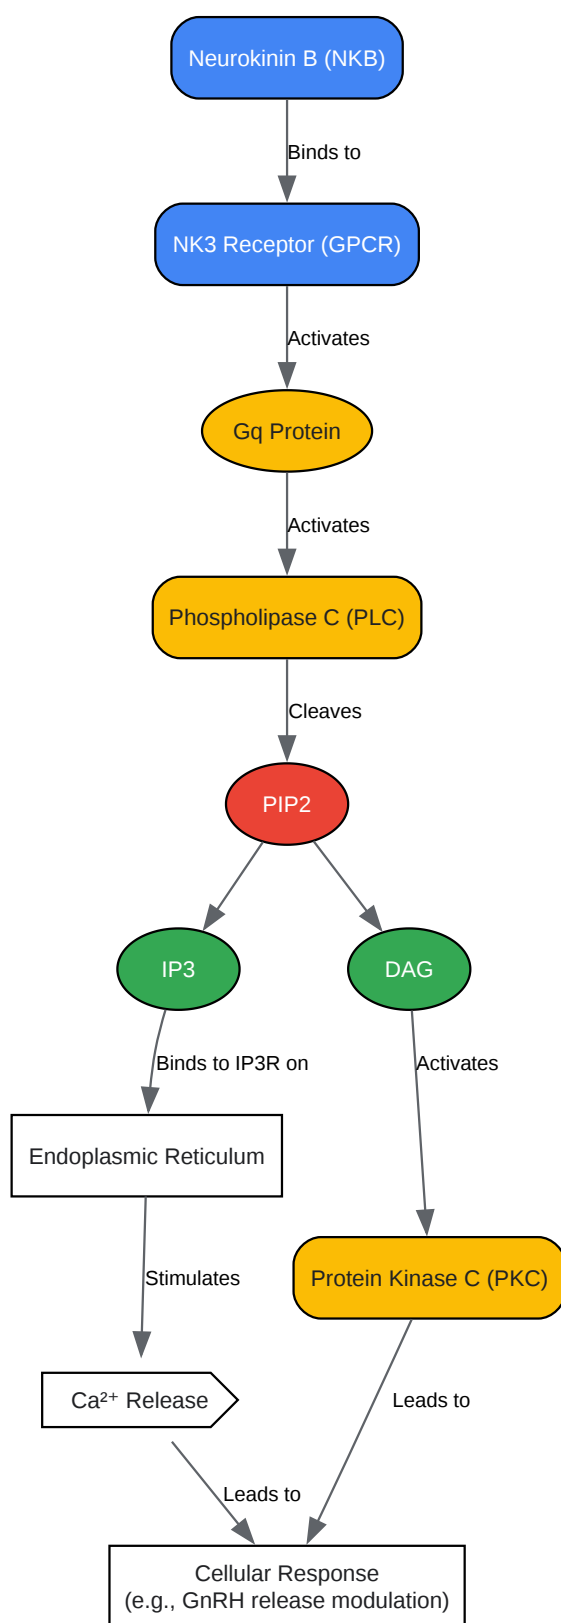 Neurokinin B (NKB)
Binds to
NK3 Receptor (GPCR)
Activates
Gq Protein
Activates
Phospholipase C (PLC)
Cleaves
PIP2
IP3
DAG
Binds to IP3R on
Activates
Endoplasmic Reticulum
Stimulates
Protein Kinase C (PKC)
Ca²⁺ Release
Leads to
Leads to
Cellular Response
(e.g., GnRH release modulation)